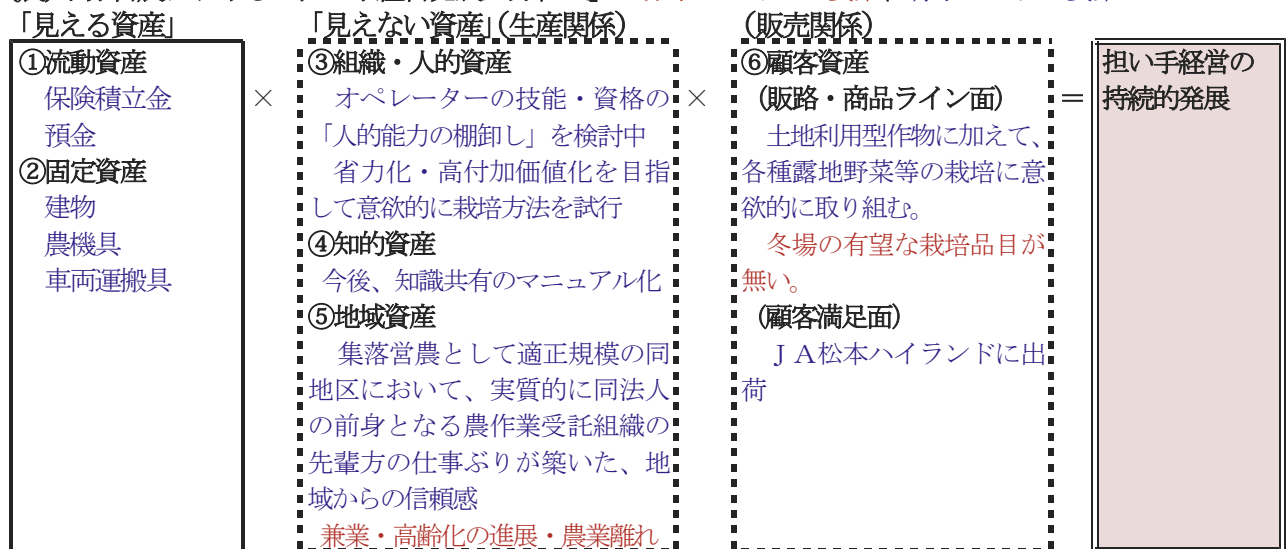 「見える資産」
①流動資産
保険積立金
預金
②固定資産
建物
農機具
車両運搬具
×
「見えない資産」(生産関係)
③組織・人的資産
オペレーターの技能・資格の
「人的能力の棚卸し」を検討中
省力化・高付加価値化を目指
して意欲的に栽培方法を試行
④知的資産
今後、知識共有のマニュアル化
⑤地域資産
集落営農として適正規模の同
地区において、実質的に同法人
の前身となる農作業受託組織の
先輩方の仕事ぶりが築いた、地
域からの信頼感
兼業・高齢化の進展・農業離れ
×
(販売関係)
⑥顧客資産
(販路・商品ライン面)
土地利用型作物に加えて、
各種露地野菜等の栽培に意
欲的に取り組む。
冬場の有望な栽培品目が
無い。
(顧客満足面)
ＪＡ松本ハイランドに出
荷
＝
担い手経営の
持続的発展